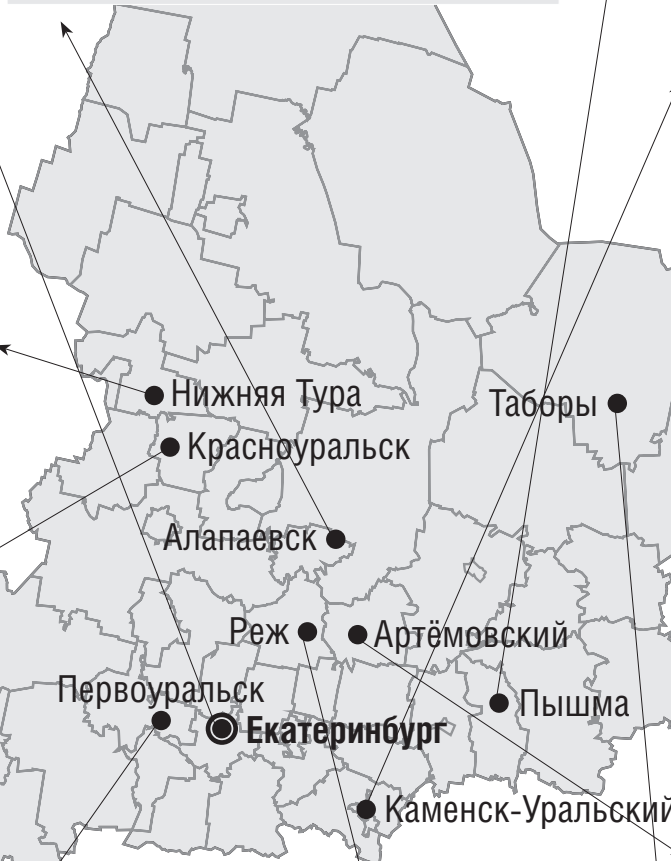 Нижняя Тура
Таборы
Красноуральск
Алапаевск
Реж
Артёмовский
Первоуральск
Пышма
Екатеринбург
Каменск-Уральский